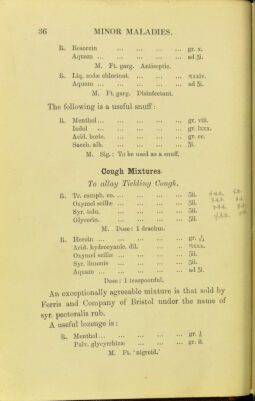 36 MINOR MALADIES.
R. Resorcin ... ... ... ... gr. x.
Aquam ... ... ... ... ad ℥i.
M. Ft. garg. Antiseptic.
R. Liq. sodæ chlorinat. ... ... ...
Aquam ... ... ... ... ad ℥i.
M. Ft. garg. Disinfectant.
The following is a useful snuff:
R. Menthol ... ... ... ... gr. viii.
Iodol ... ... ... ... gr. lxxx.
Acid. boric. ... ... ... gr. cc.
Sacch. alb. ... ... ... ℥i.
M. Sig.: To be used as a snuff.
Cough Mixtures.
To allay Tickling Cough.
R. Tr. camph. co. ... ... ... ʒii.
Oxymel scillæ ... ... ... ʒii.
Syr. tolu. ... ... ... ʒii.
Glycerin. ... ... ... ʒii.
M. Dose: 1 drachm.
R. Heroin ... ... ... ... gr.
Acid. hydrocyanic. dil. ... ...
Oxymel scillæ ... ... ... ʒii.
Syr. limonis ... ... ... ʒii.
Aquam ... ... ... ... ad ℥i.
Dose: 1 teaspoonful.
An exceptionally agreeable mixture is that sold by
Ferris and Company of Bristol under the name of
syr. pectoralis rub.
A useful lozenge is:
R. Menthol ... ... ... ... gr.
Pulv. glycyrrhizæ ... ... gr. ii.
M. Ft. 'nigroid.'